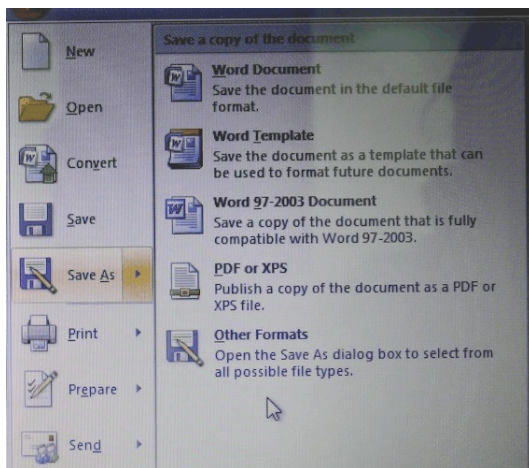 New
Open
Convert
Save
Save As
Print
Prepare
Send
Save a copy of the document
Word Document
Save the document in the default file
format.
Word Template
Save the document as a template that can
be used to format future documents.
Word 97-2003 Document
Save a copy of the document that is fully
compatible with Word 97-2003.
PDF or XPS
Publish a copy of the document as a PDF or
XPS file.
Other Formats
Open the Save As dialog box to select from
all possible file types.